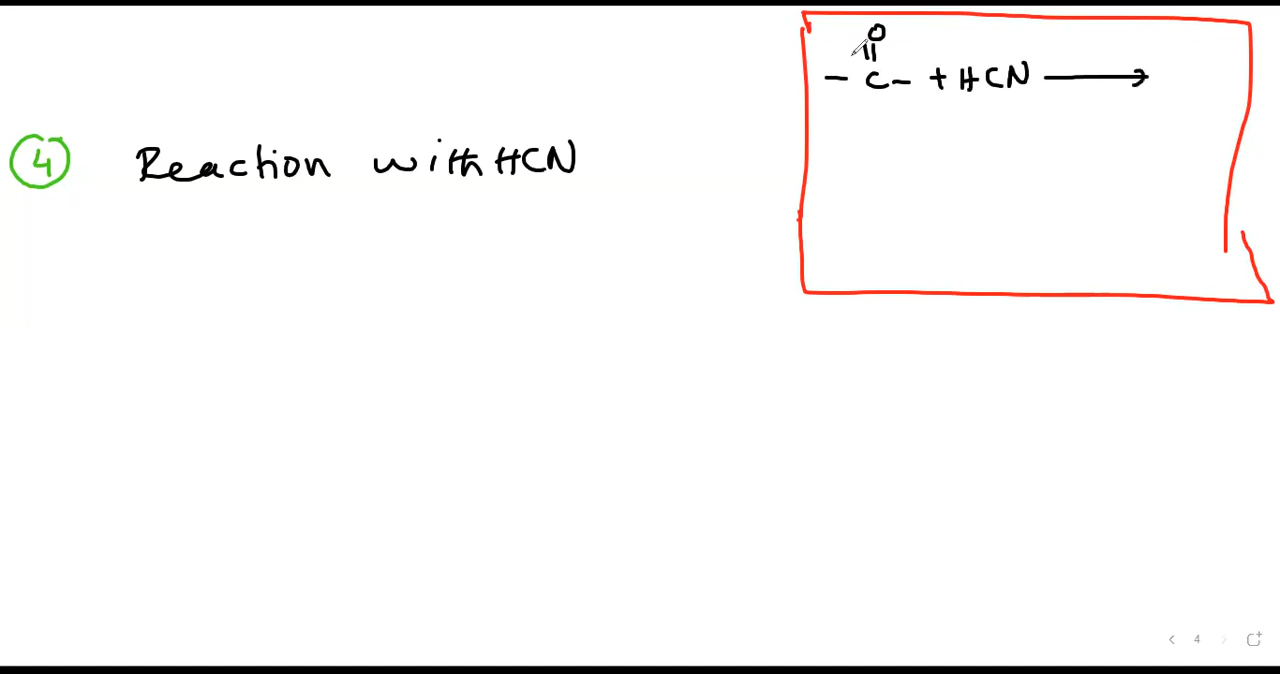 O
||
- C - + HCN ⟶
4 Reaction with HCN
< 4 >